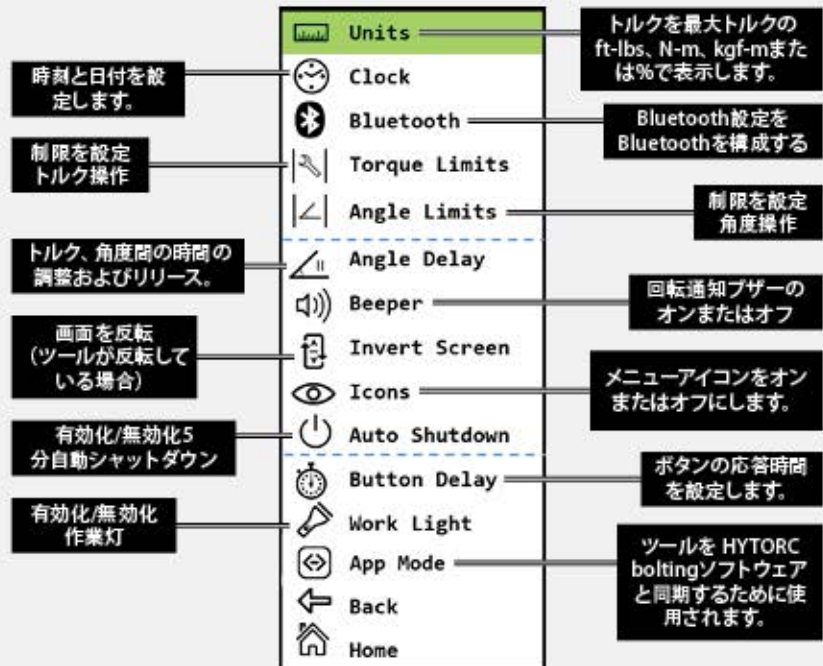 Units
トルクを最大トルクの
ft-lbs、N-m、kgf-mまた
は%で表示します。
時刻と日付を設
定します。
Clock
Bluetooth
Bluetooth設定を
Bluetoothを構成する
制限を設定
トルク操作
Torque Limits
Angle Limits
制限を設定
角度操作
トルク、角度間の時間の
調整およびリリース。
Angle Delay
Beeper
回転通知ブザーの
オンまたはオフ
画面を反転
（ツールが反転して
いる場合）
Invert Screen
Icons
メニューアイコンをオン
またはオフにします。
有効化/無効化5
分自動シャットダウン
Auto Shutdown
Button Delay
ボタンの応答時間
を設定します。
有効化/無効化
作業灯
Work Light
App Mode
ツールを HYTORC
boltingソフトウェア
と同期するために使
用されます。
Back
Home